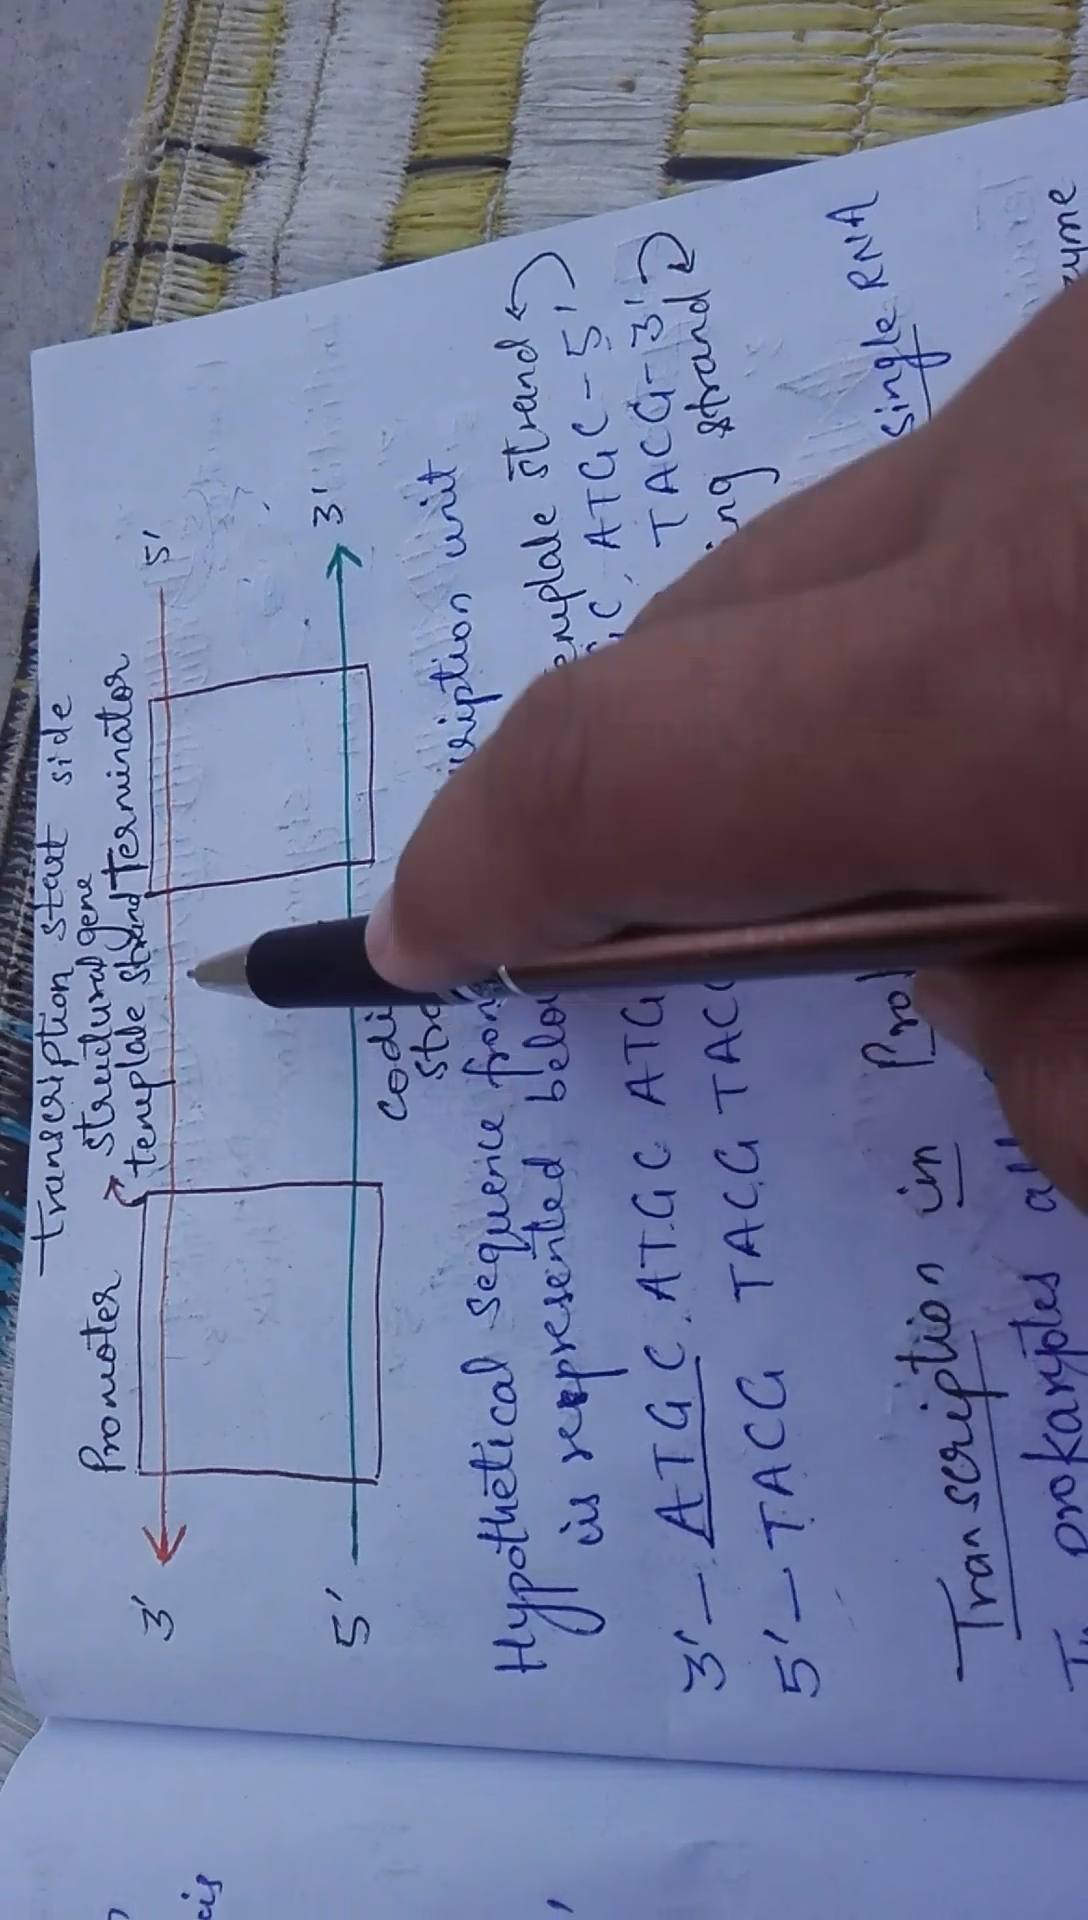 Transcription start side
structural gene
Promoter template strand Terminator
3' 5'
5' 3'
Hypothetical sequence from unit
is represented below template strand
3' - ATGC ATGC ATG C ATGC - 5'
5' - TACG TACG TAC TACG - 3'
strand
Transcription in single RNA
prokaryotes
is